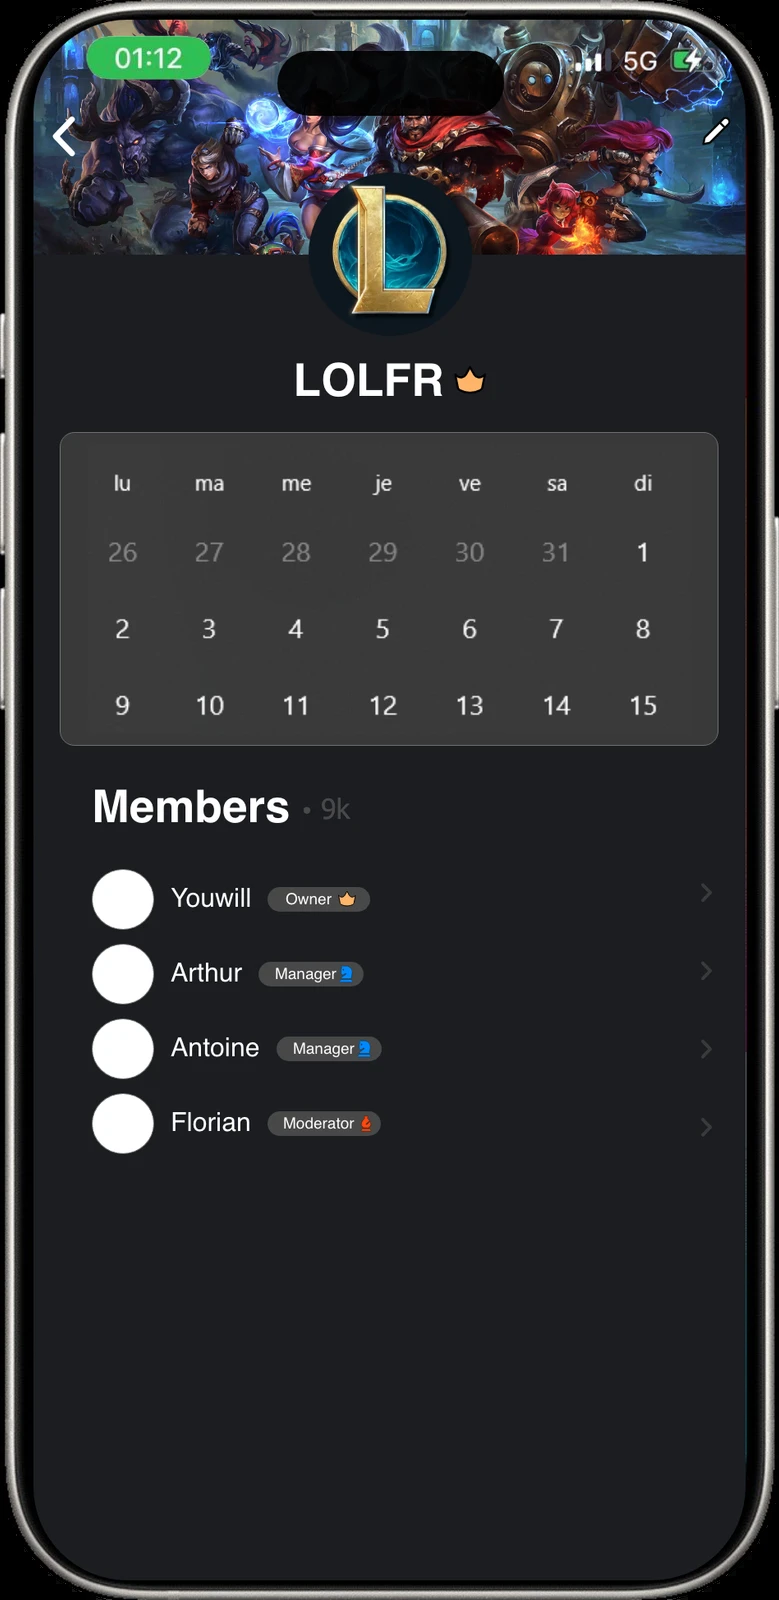 01:12 5G
LOLFR
lu ma me je ve sa di
26 27 28 29 30 31 1
2 3 4 5 6 7 8
9 10 11 12 13 14 15
Members • 9k
Youwill Owner
Arthur Manager
Antoine Manager
Florian Moderator